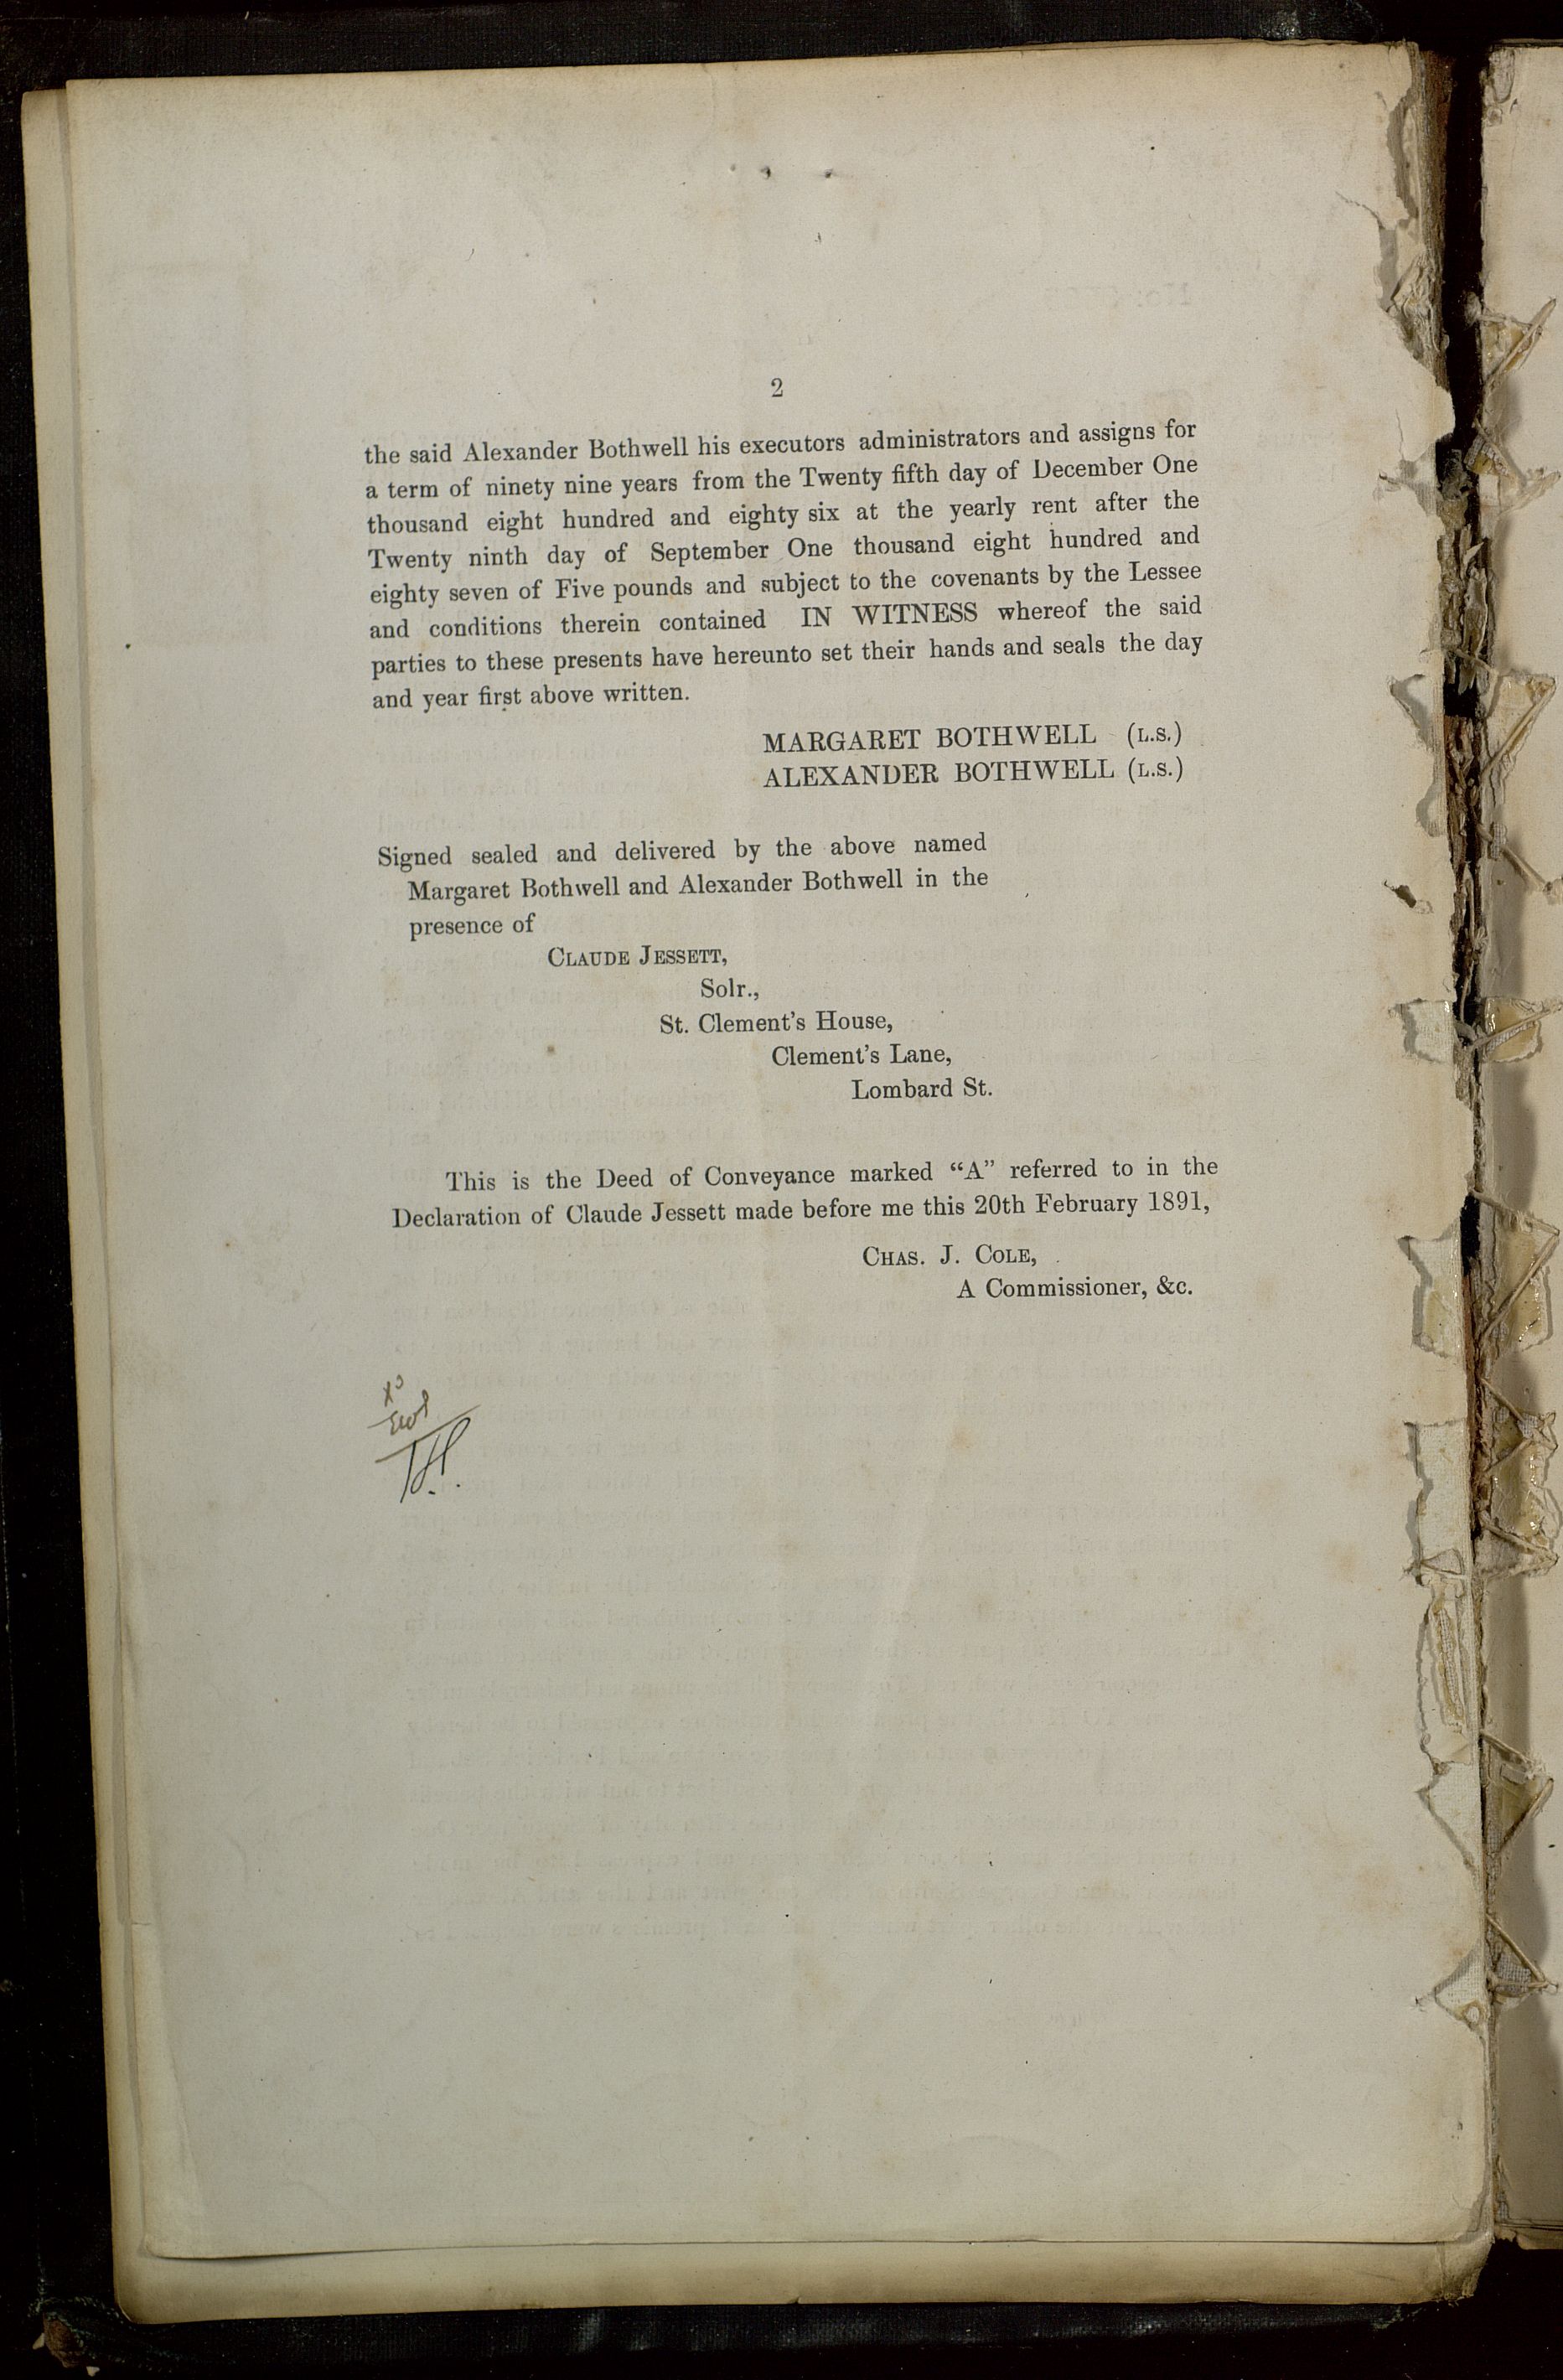 2
the said Alexander Bothwell his executors administrators and assigns for
a term of ninety nine years from the Twenty fifth day of December One
thousand eight hundred and eighty six at the yearly rent after the
Twenty ninth day of September One thousand eight hundred and
eighty seven of Five pounds and subject to the covenants by the Lessee
and conditions therein contained IN WITNESS whereof the said
parties to these presents have hereunto set their hands and seals the day
and year first above written.
MARGARET BOTHWELL (L.S.)
ALEXANDER BOTHWELL (L.S.)
Signed sealed and delivered by the above named
Margaret Bothwell and Alexander Bothwell in the
presence of
CLAUDE JESSETT,
Solr.,
St. Clement's House,
Clement's Lane,
Lombard St.
This is the Deed of Conveyance marked “A” referred to in the
Declaration of Claude Jessett made before me this 20th February 1891,
CHAS. J. COLE,
A Commissioner, &c.